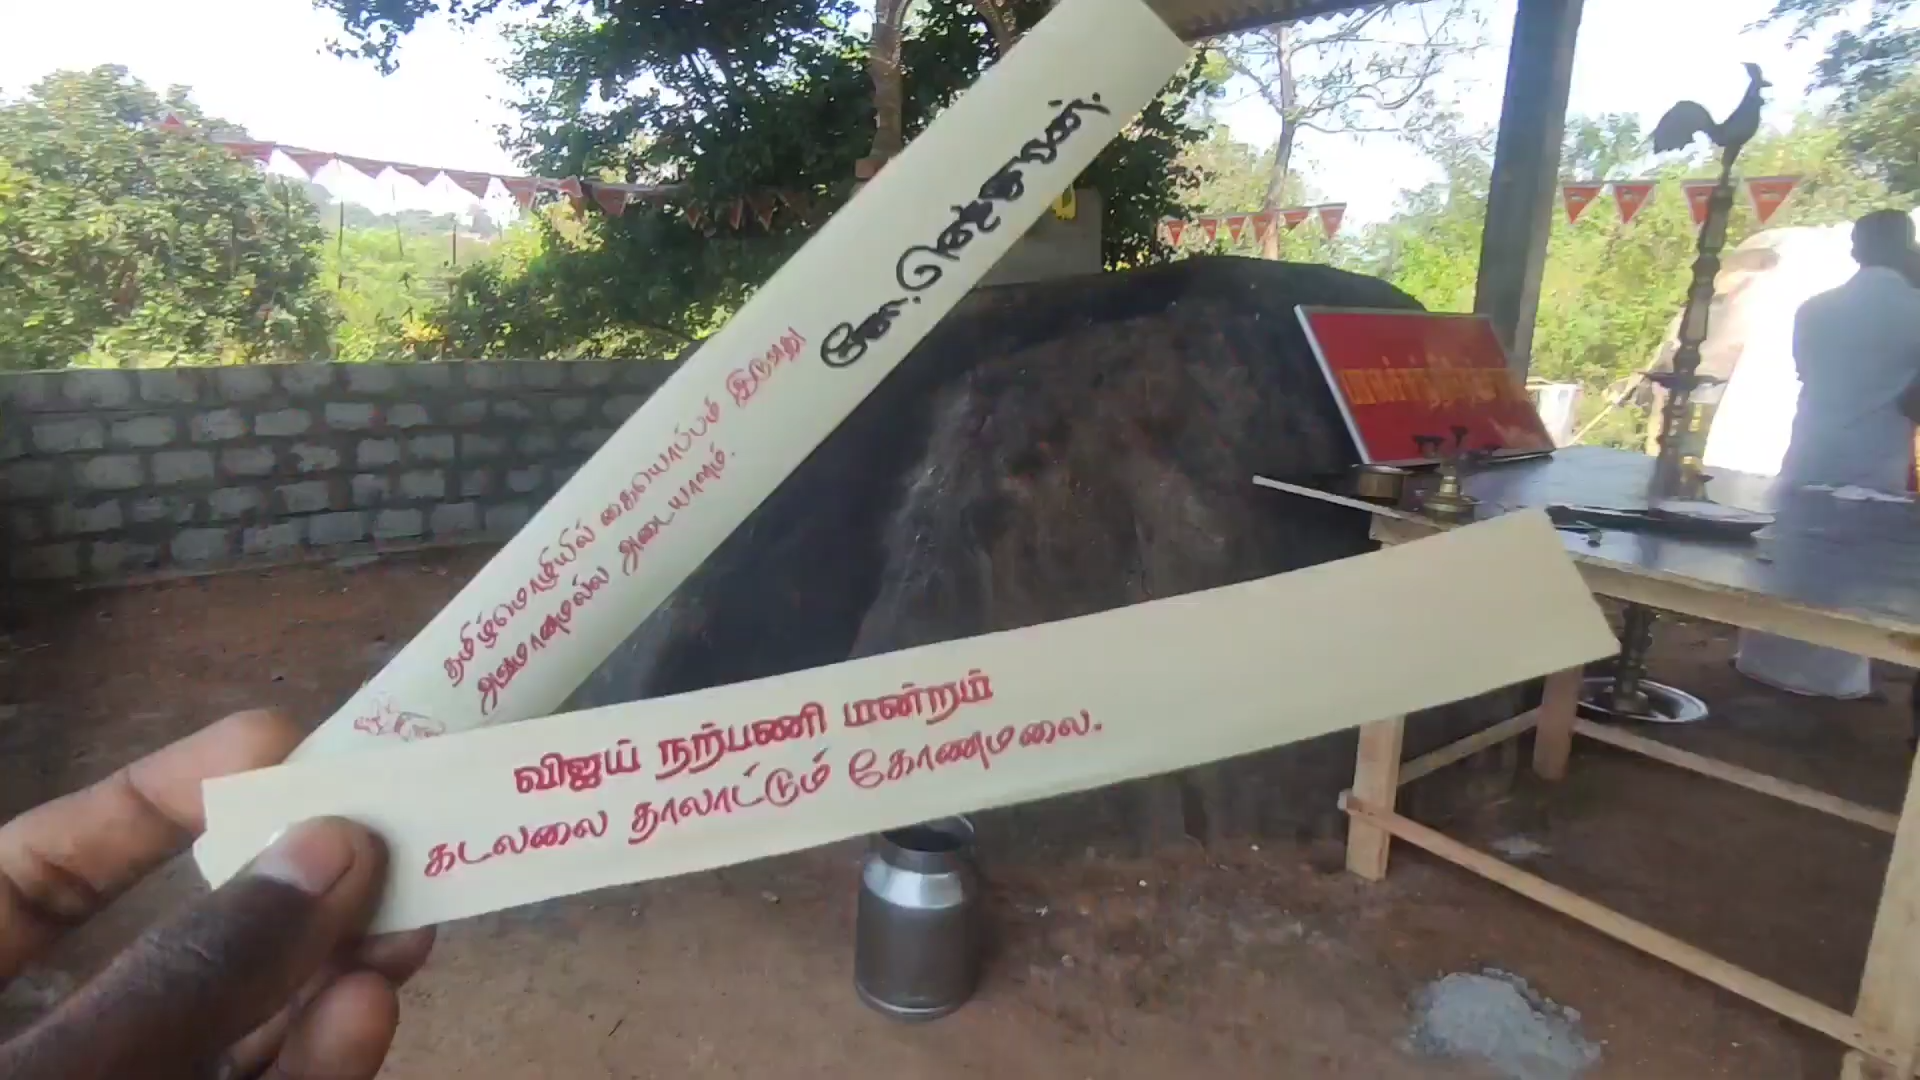 தமிழ்மொழியில் கையொப்பம் இடுவது
அவமானமல்ல அடையாளம்.
விஜய் நற்பணி மன்றம்
கடலலை தாலாட்டும் கோணமலை.